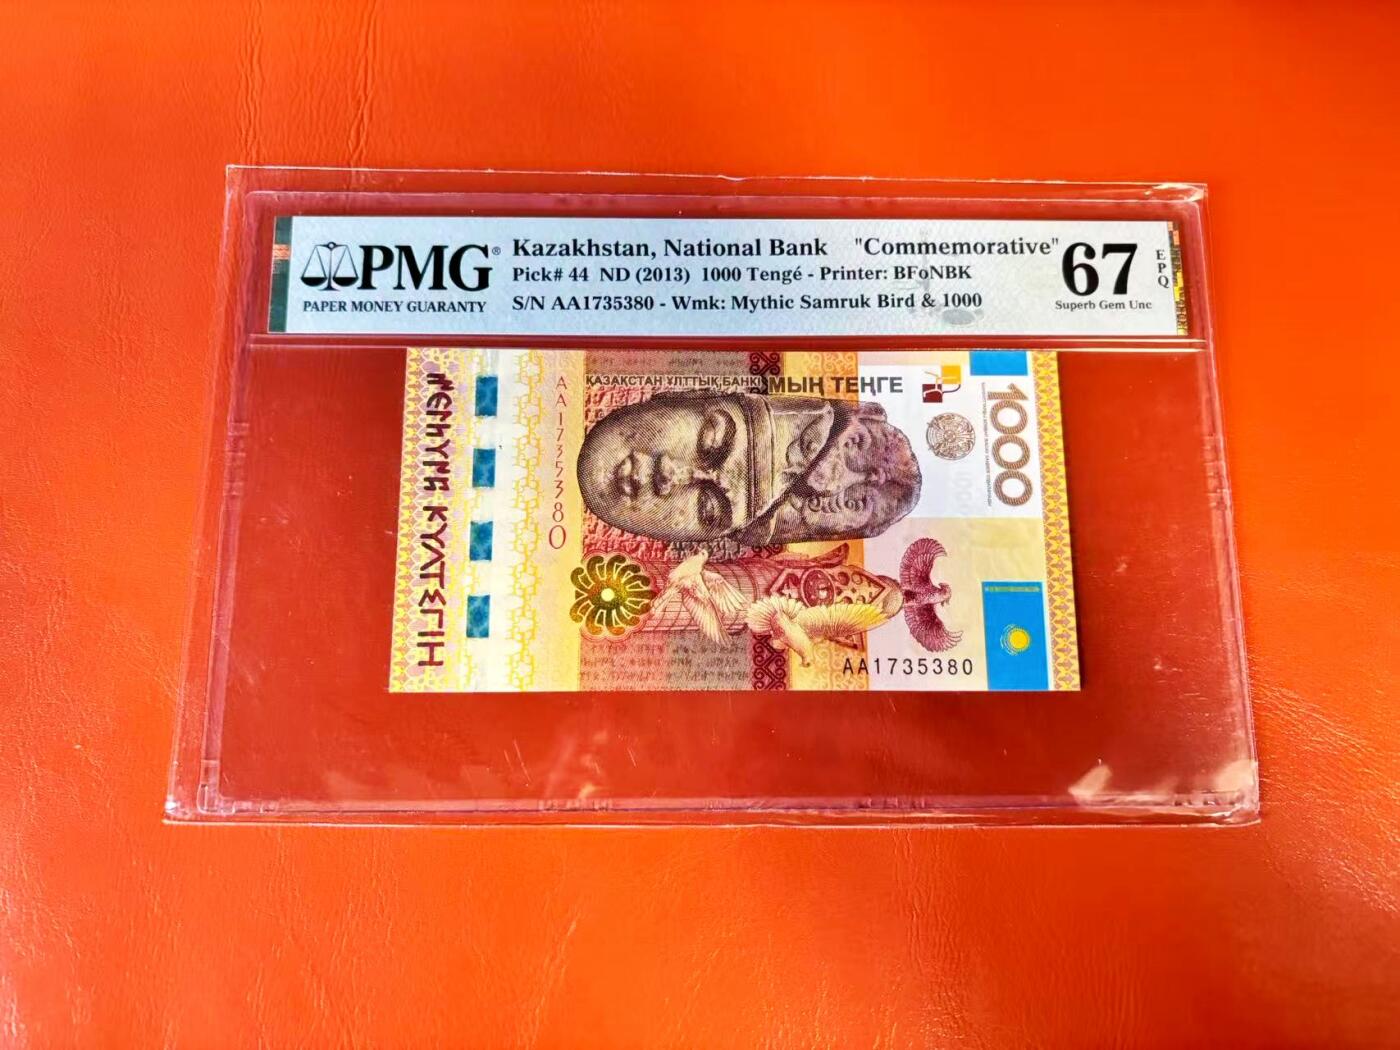 PMG®
PAPER MONEY GUARANTY
Kazakhstan, National Bank "Commemorative"
Pick# 44 ND (2013) 1000 Tengé - Printer: BFoNBK
S/N AA1735380 - Wmk: Mythic Samruk Bird & 1000
67
EPQ
Superb Gem Unc
ҚАЗАҚСТАН ҰЛТТЫҚ БАНКІ
МЫҢ ТЕҢГЕ
1000
AA1735380
AA1735380